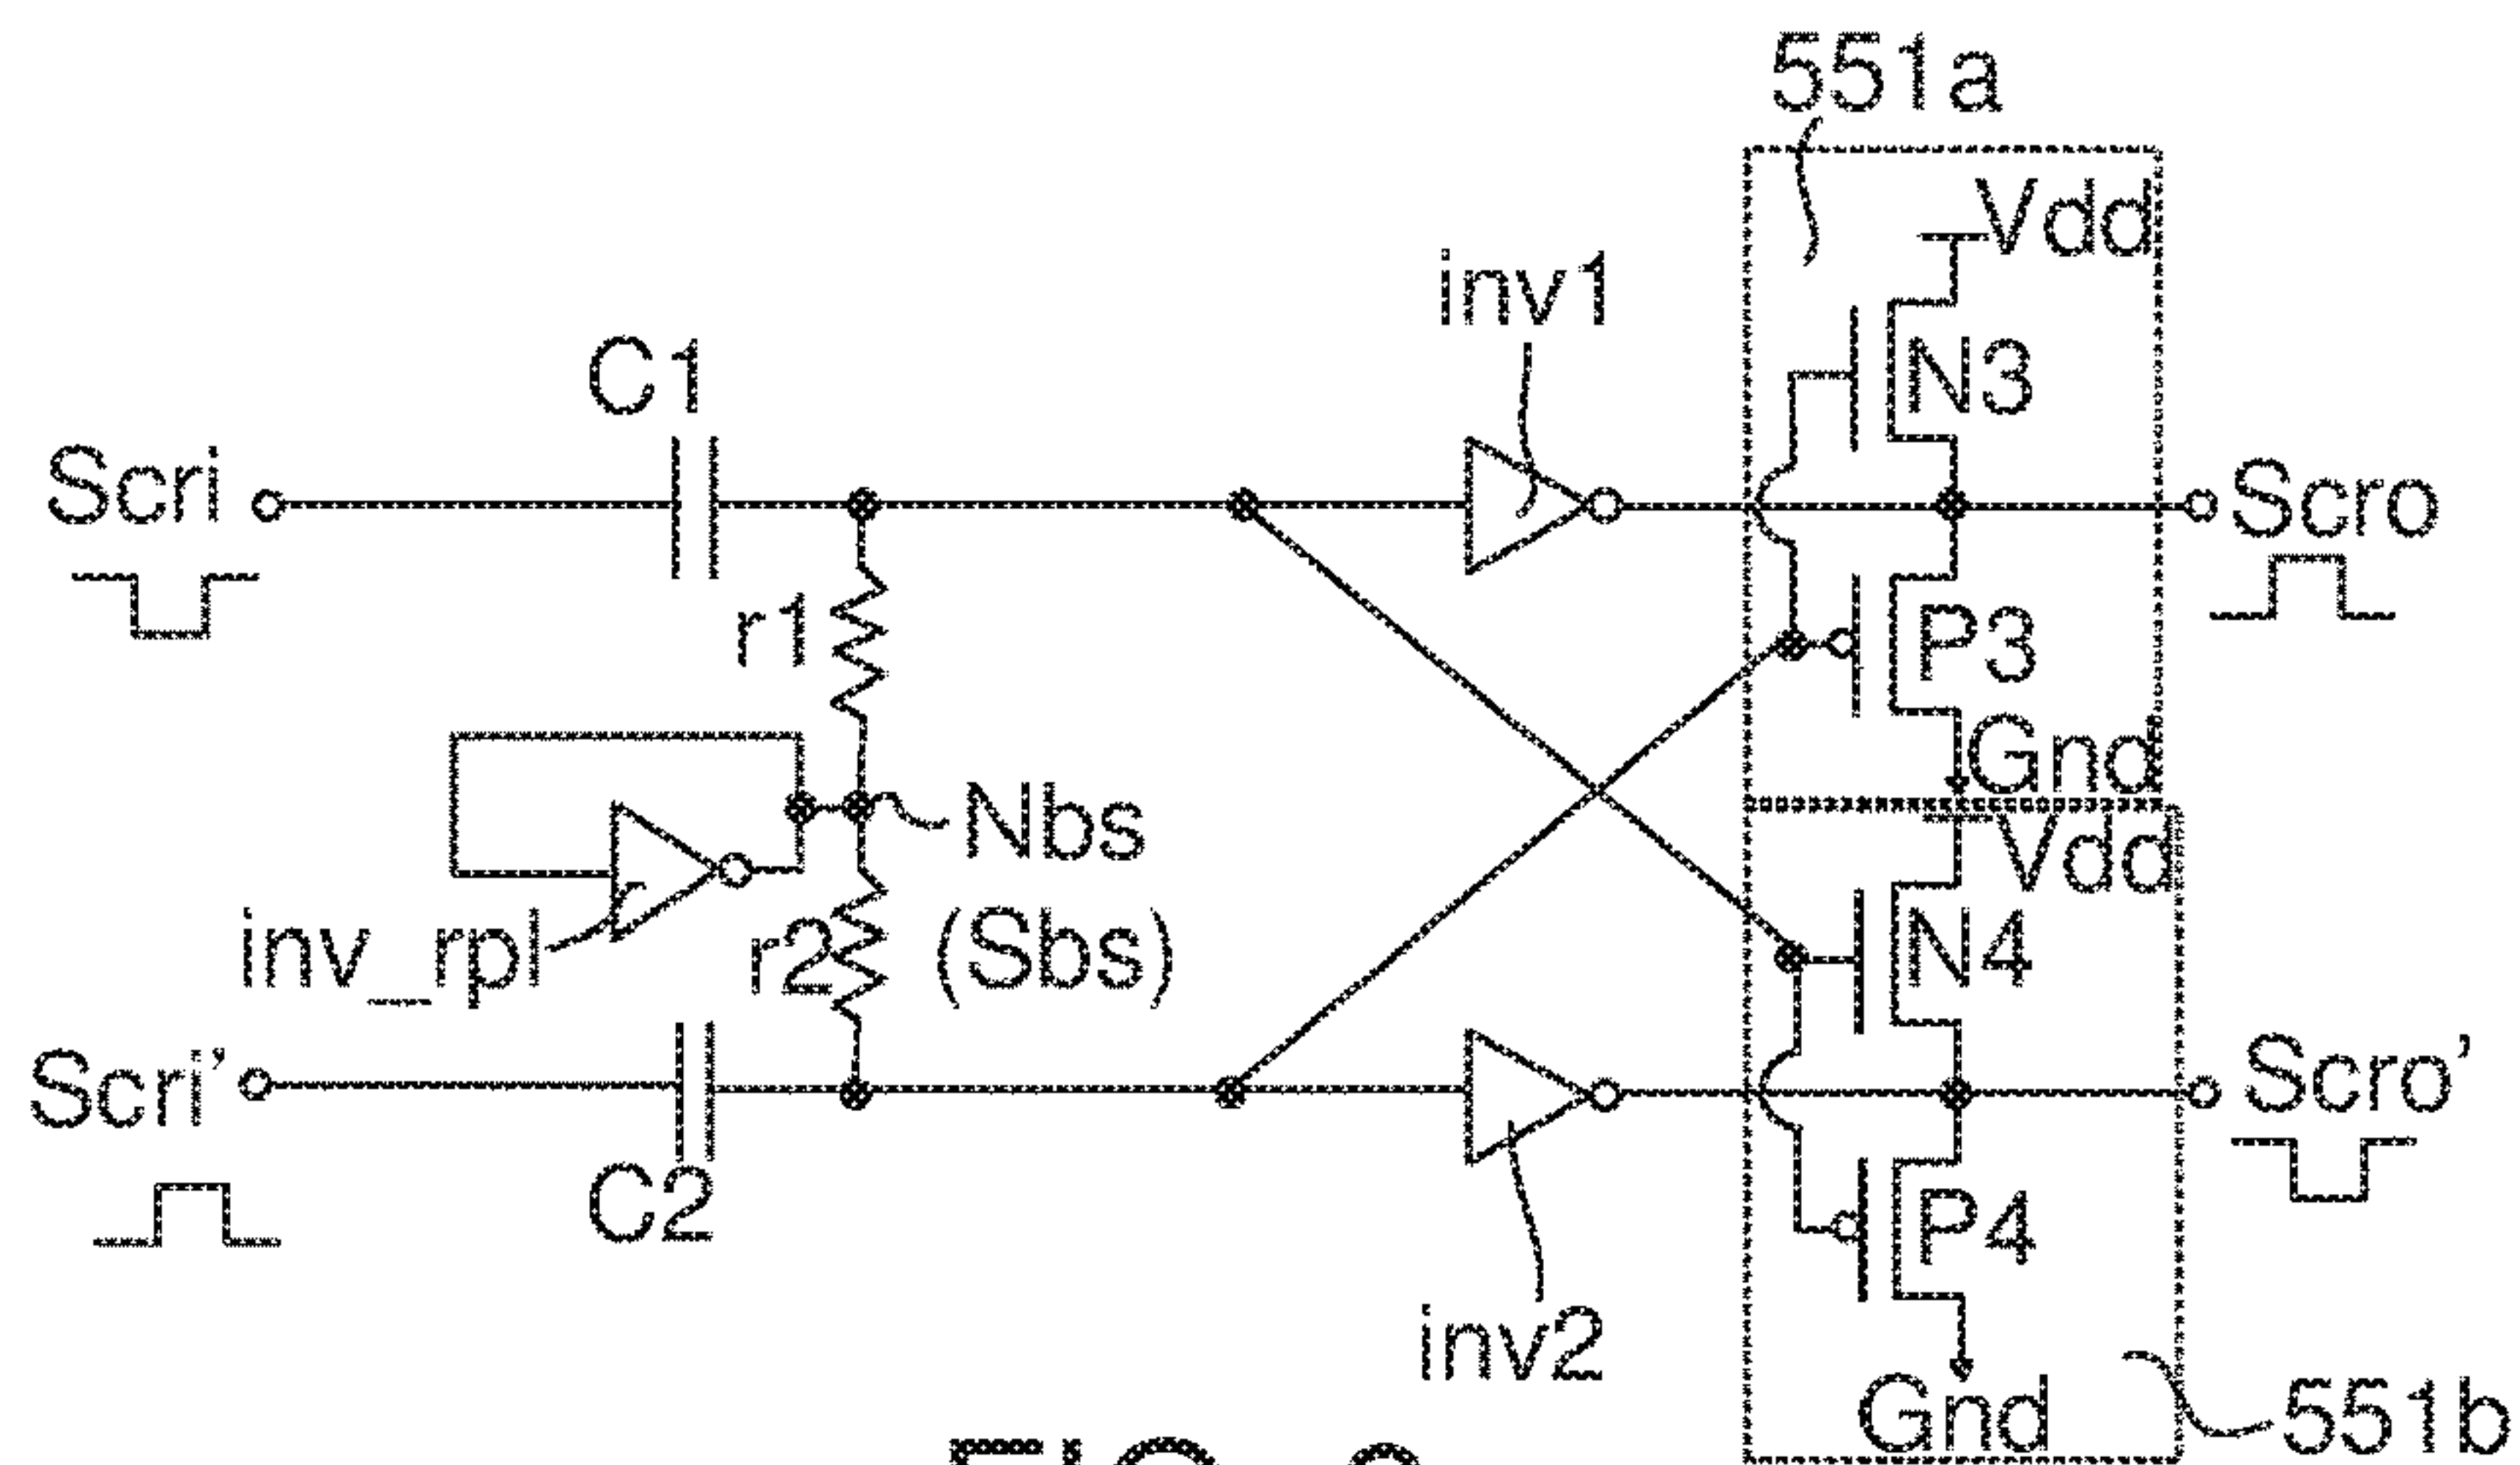 551a
Vdd
inv1
C1
N3
Scri
Scro
r1
P3
Gnd
Nbs
Vdd
inv_rpl
r2
(Sbs)
N4
Scri'
Scro'
C2
P4
inv2
Gnd
551b